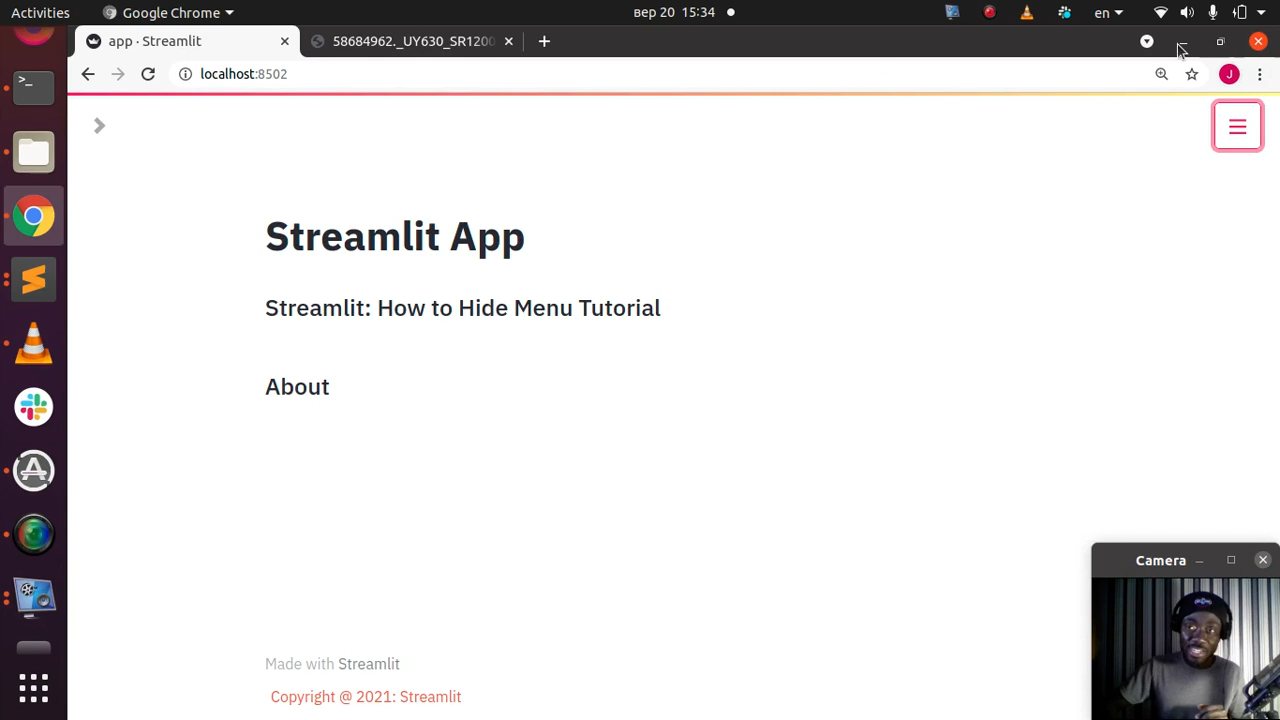 Activities
Google Chrome
вер 20 15:34
en
app · Streamlit
58684962._UY630_SR1200
localhost:8502
J
Streamlit App
Streamlit: How to Hide Menu Tutorial
About
Made with Streamlit
Copyright @ 2021: Streamlit
Camera